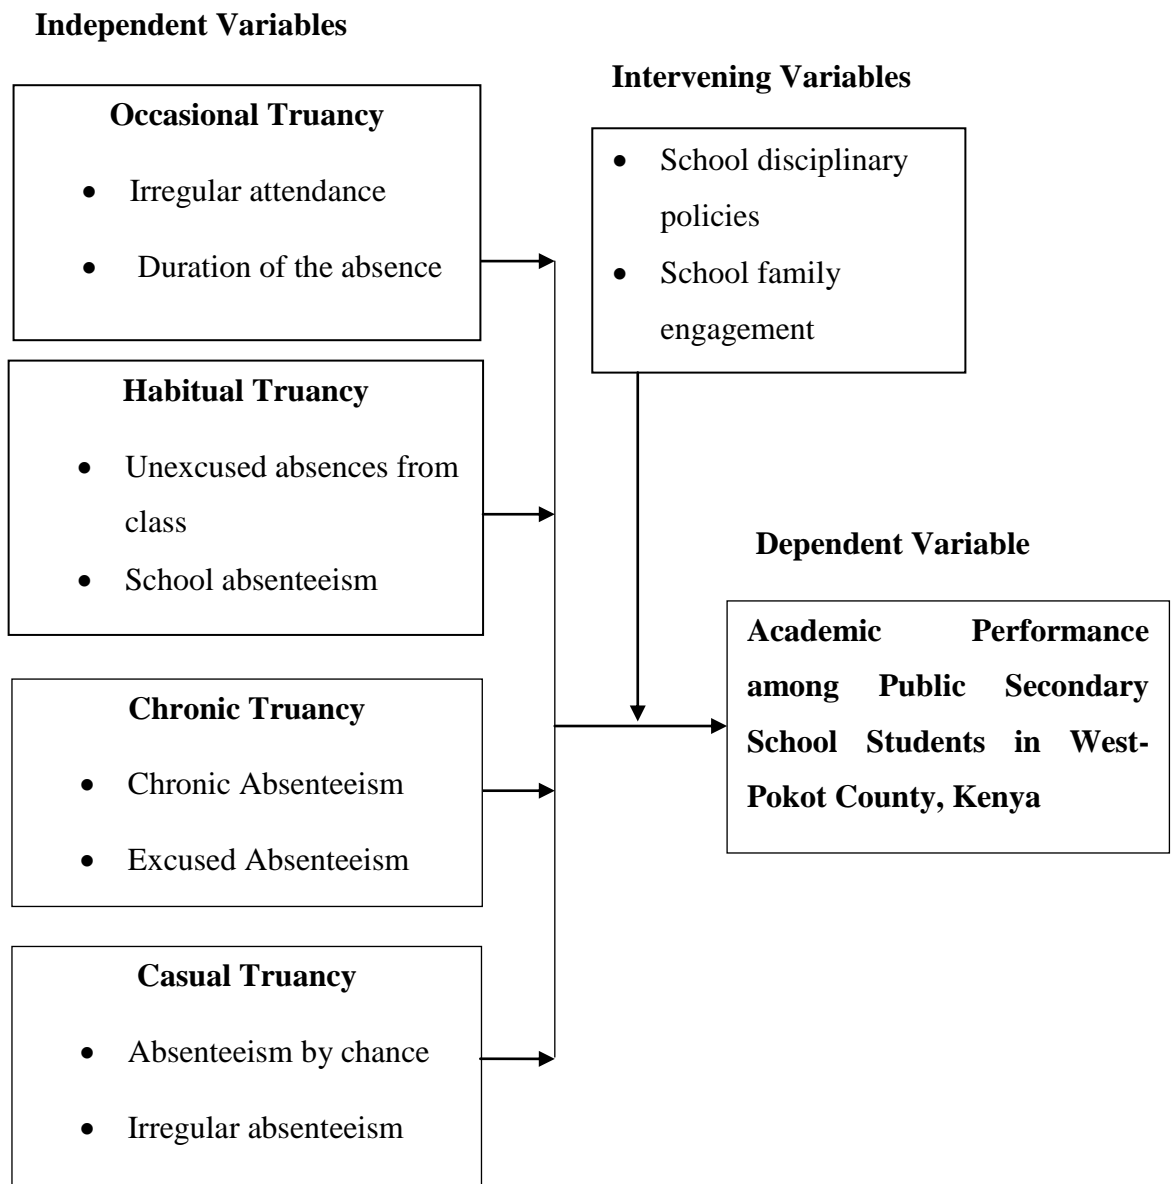 Independent Variables
Occasional Truancy
• Irregular attendance
• Duration of the absence
Habitual Truancy
• Unexcused absences from
class
• School absenteeism
Chronic Truancy
• Chronic Absenteeism
• Excused Absenteeism
Casual Truancy
• Absenteeism by chance
• Irregular absenteeism
Intervening Variables
• School disciplinary
policies
• School family
engagement
Dependent Variable
Academic Performance
among Public Secondary
School Students in West-
Pokot County, Kenya